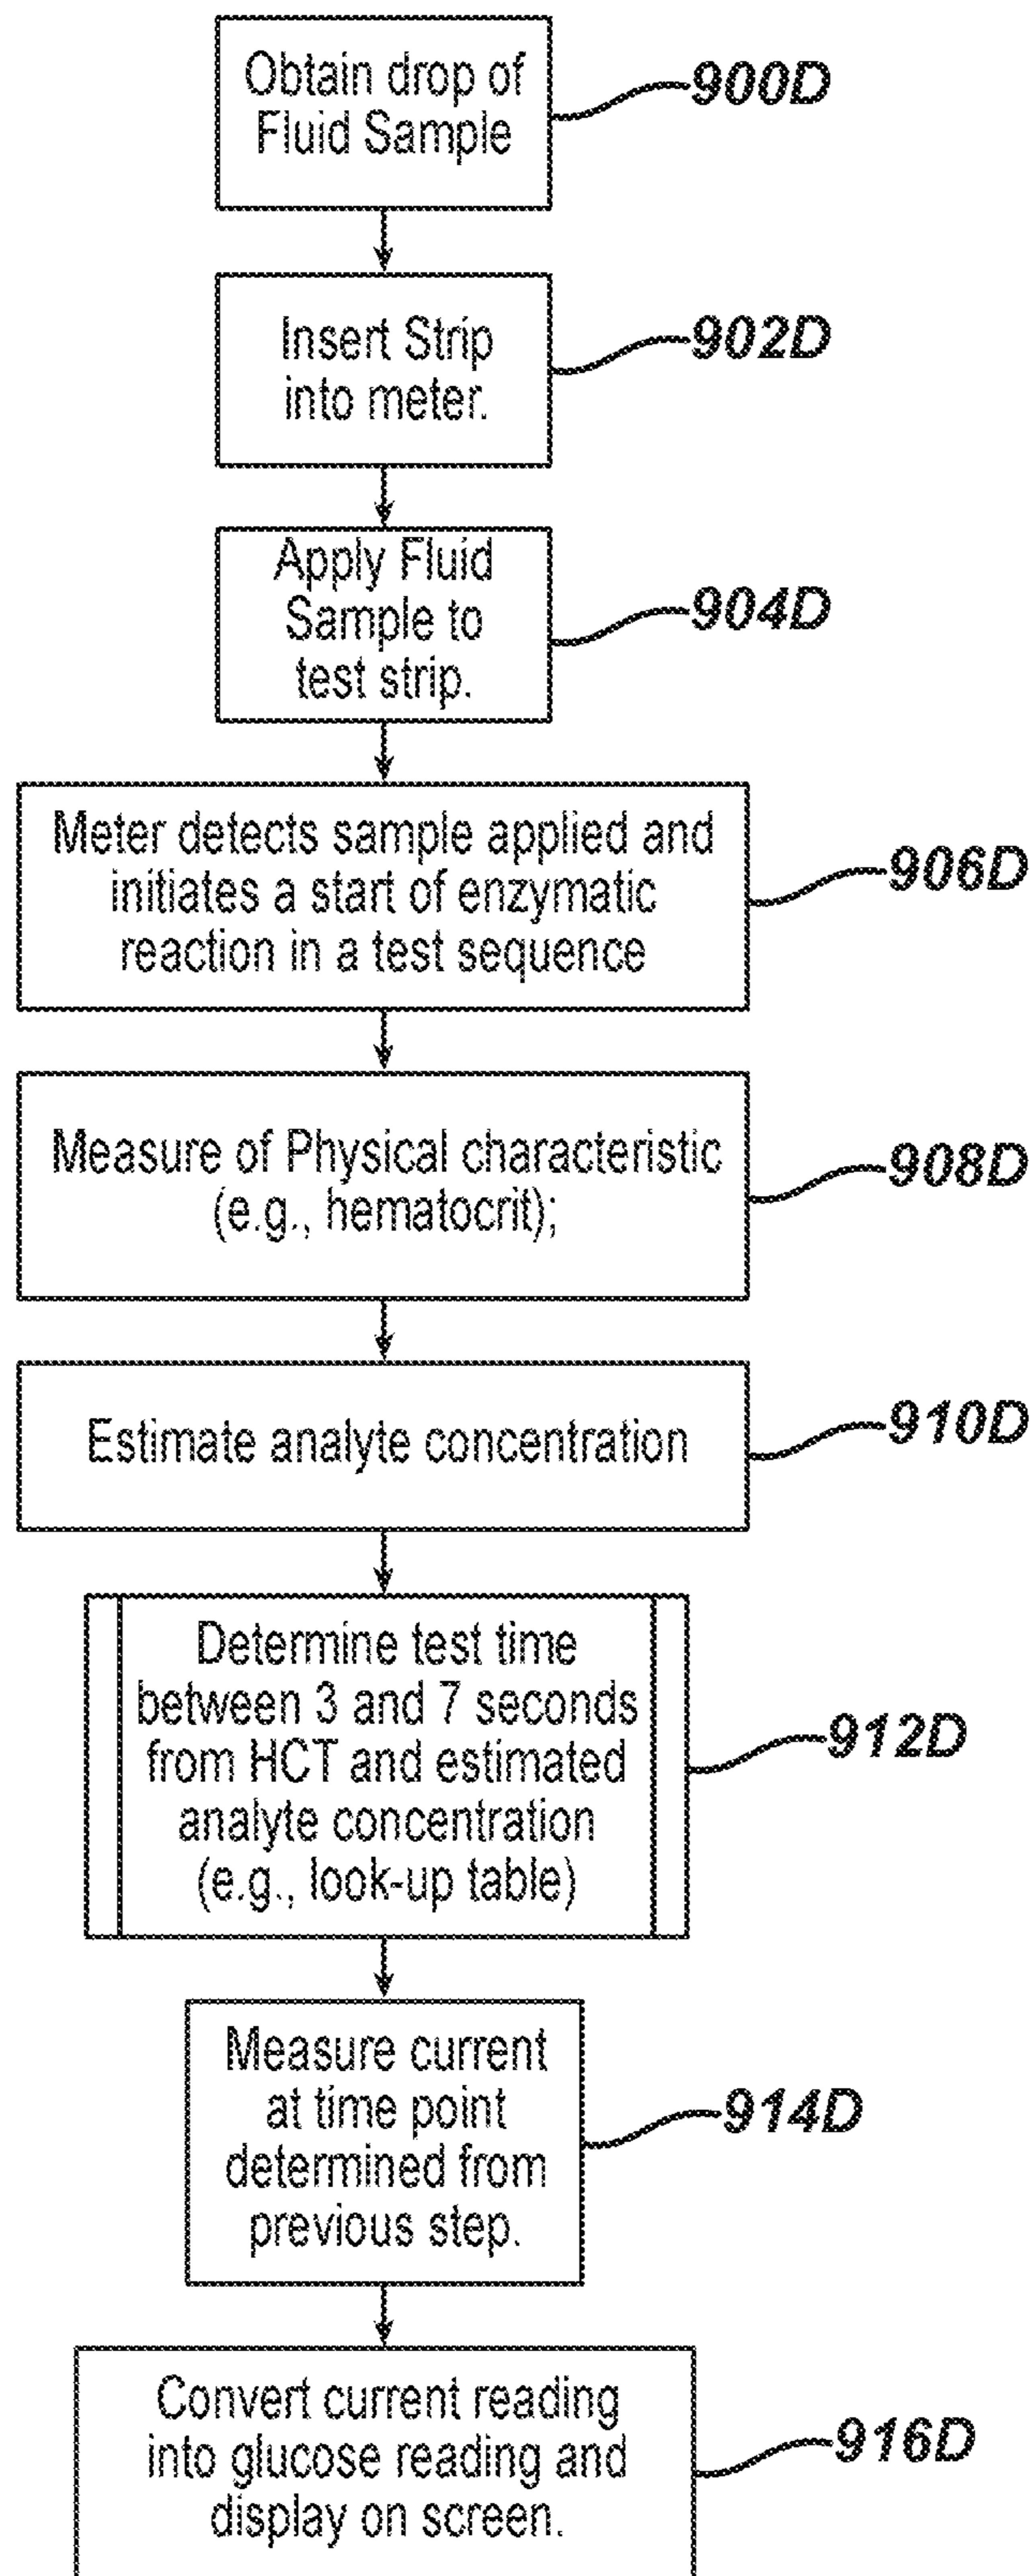 Obtain drop of
Fluid Sample
900D
Insert Strip
into meter.
902D
Apply Fluid
Sample to
test strip.
904D
Meter detects sample applied and
initiates a start of enzymatic
reaction in a test sequence
906D
Measure of Physical characteristic
(e.g., hematocrit);
908D
Estimate analyte concentration
910D
Determine test time
between 3 and 7 seconds
from HCT and estimated
analyte concentration
(e.g., look-up table)
912D
Measure current
at time point
determined from
previous step.
914D
Convert current reading
into glucose reading and
display on screen.
916D